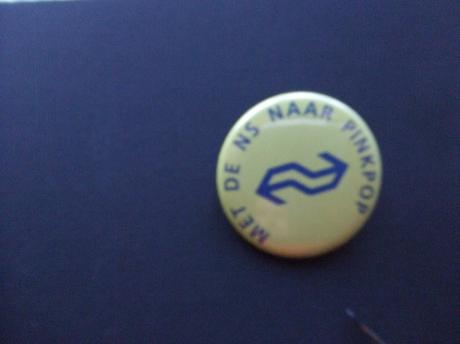 MET DE NS NAAR PINKPOP